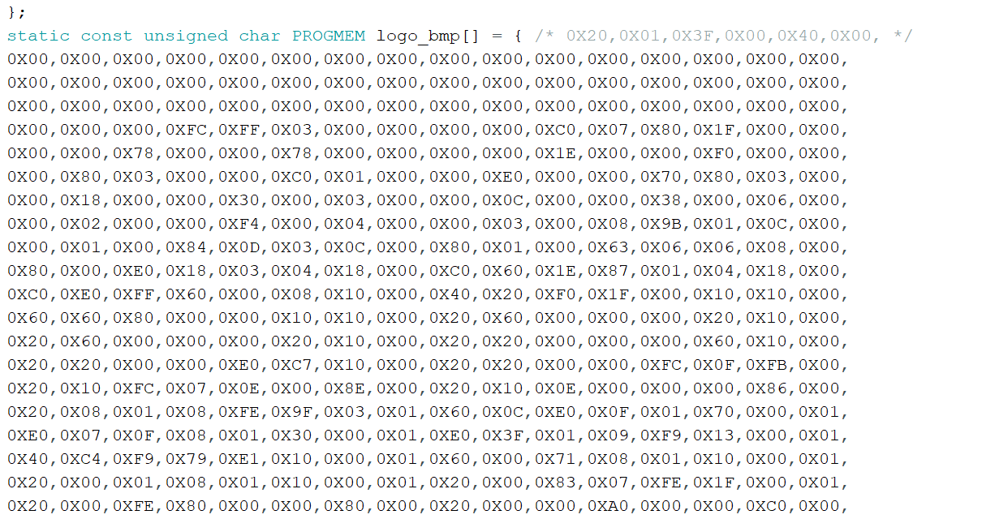 };
static const unsigned char PROGMEM logo_bmp[] = { /* 0X20,0X01,0X3F,0X00,0X40,0X00, */
0X00,0X00,0X00,0X00,0X00,0X00,0X00,0X00,0X00,0X00,0X00,0X00,0X00,0X00,0X00,0X00,
0X00,0X00,0X00,0X00,0X00,0X00,0X00,0X00,0X00,0X00,0X00,0X00,0X00,0X00,0X00,0X00,
0X00,0X00,0X00,0X00,0X00,0X00,0X00,0X00,0X00,0X00,0X00,0X00,0X00,0X00,0X00,0X00,
0X00,0X00,0X00,0XFC,0XFF,0X03,0X00,0X00,0X00,0X00,0XC0,0X07,0X80,0X1F,0X00,0X00,
0X00,0X00,0X78,0X00,0X00,0X78,0X00,0X00,0X00,0X00,0X1E,0X00,0X00,0XF0,0X00,0X00,
0X00,0X80,0X03,0X00,0X00,0XC0,0X01,0X00,0X00,0XE0,0X00,0X00,0X70,0X80,0X03,0X00,
0X00,0X18,0X00,0X00,0X30,0X00,0X03,0X00,0X00,0X0C,0X00,0X00,0X38,0X00,0X06,0X00,
0X00,0X02,0X00,0X00,0XF4,0X00,0X04,0X00,0X00,0X03,0X00,0X08,0X9B,0X01,0X0C,0X00,
0X00,0X01,0X00,0X84,0X0D,0X03,0X0C,0X00,0X80,0X01,0X00,0X63,0X06,0X06,0X08,0X00,
0X80,0X00,0XE0,0X18,0X03,0X04,0X18,0X00,0XC0,0X60,0X1E,0X87,0X01,0X04,0X18,0X00,
0XC0,0XE0,0XFF,0X60,0X00,0X08,0X10,0X00,0X40,0X20,0XF0,0X1F,0X00,0X10,0X10,0X00,
0X60,0X60,0X80,0X00,0X00,0X10,0X10,0X00,0X20,0X60,0X00,0X00,0X00,0X20,0X10,0X00,
0X20,0X60,0X00,0X00,0X00,0X20,0X10,0X00,0X20,0X20,0X00,0X00,0X00,0X60,0X10,0X00,
0X20,0X20,0X00,0X00,0XE0,0XC7,0X10,0X00,0X20,0X20,0X00,0X00,0XFC,0X0F,0XFB,0X00,
0X20,0X10,0XFC,0X07,0X0E,0X00,0X8E,0X00,0X20,0X10,0X0E,0X00,0X00,0X00,0X86,0X00,
0X20,0X08,0X01,0X08,0XFE,0X9F,0X03,0X01,0X60,0X0C,0XE0,0X0F,0X01,0X70,0X00,0X01,
0XE0,0X07,0X0F,0X08,0X01,0X30,0X00,0X01,0XE0,0X3F,0X01,0X09,0XF9,0X13,0X00,0X01,
0X40,0XC4,0XF9,0X79,0XE1,0X10,0X00,0X01,0X60,0X00,0X71,0X08,0X01,0X10,0X00,0X01,
0X20,0X00,0X01,0X08,0X01,0X10,0X00,0X01,0X20,0X00,0X83,0X07,0XFE,0X1F,0X00,0X01,
0X20,0X00,0XFE,0X80,0X00,0X00,0X80,0X00,0X20,0X00,0X00,0XA0,0X00,0X00,0XC0,0X00,